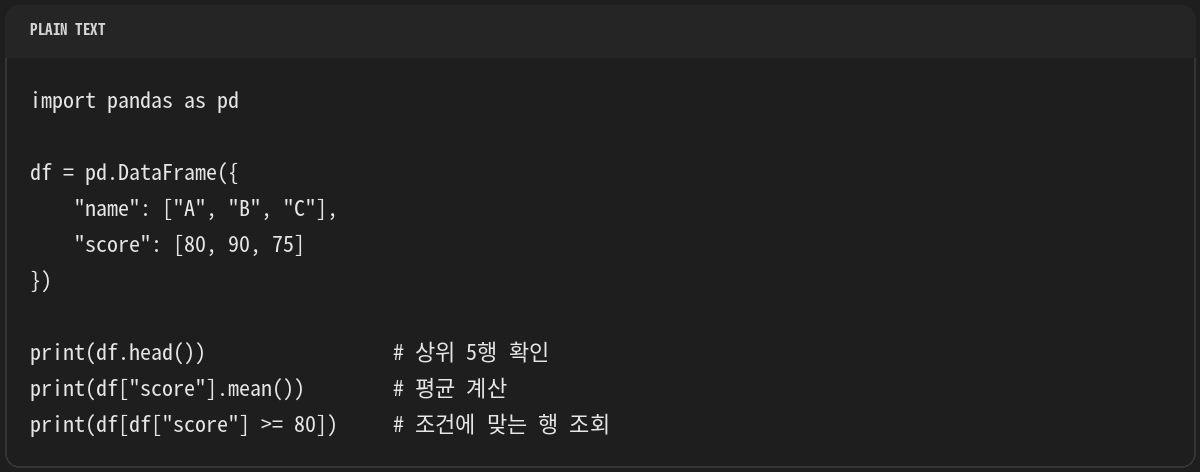 PLAIN TEXT
import pandas as pd
df = pd.DataFrame({
    "name": ["A", "B", "C"],
    "score": [80, 90, 75]
})
print(df.head())                 # 상위 5행 확인
print(df["score"].mean())        # 평균 계산
print(df[df["score"] >= 80])     # 조건에 맞는 행 조회